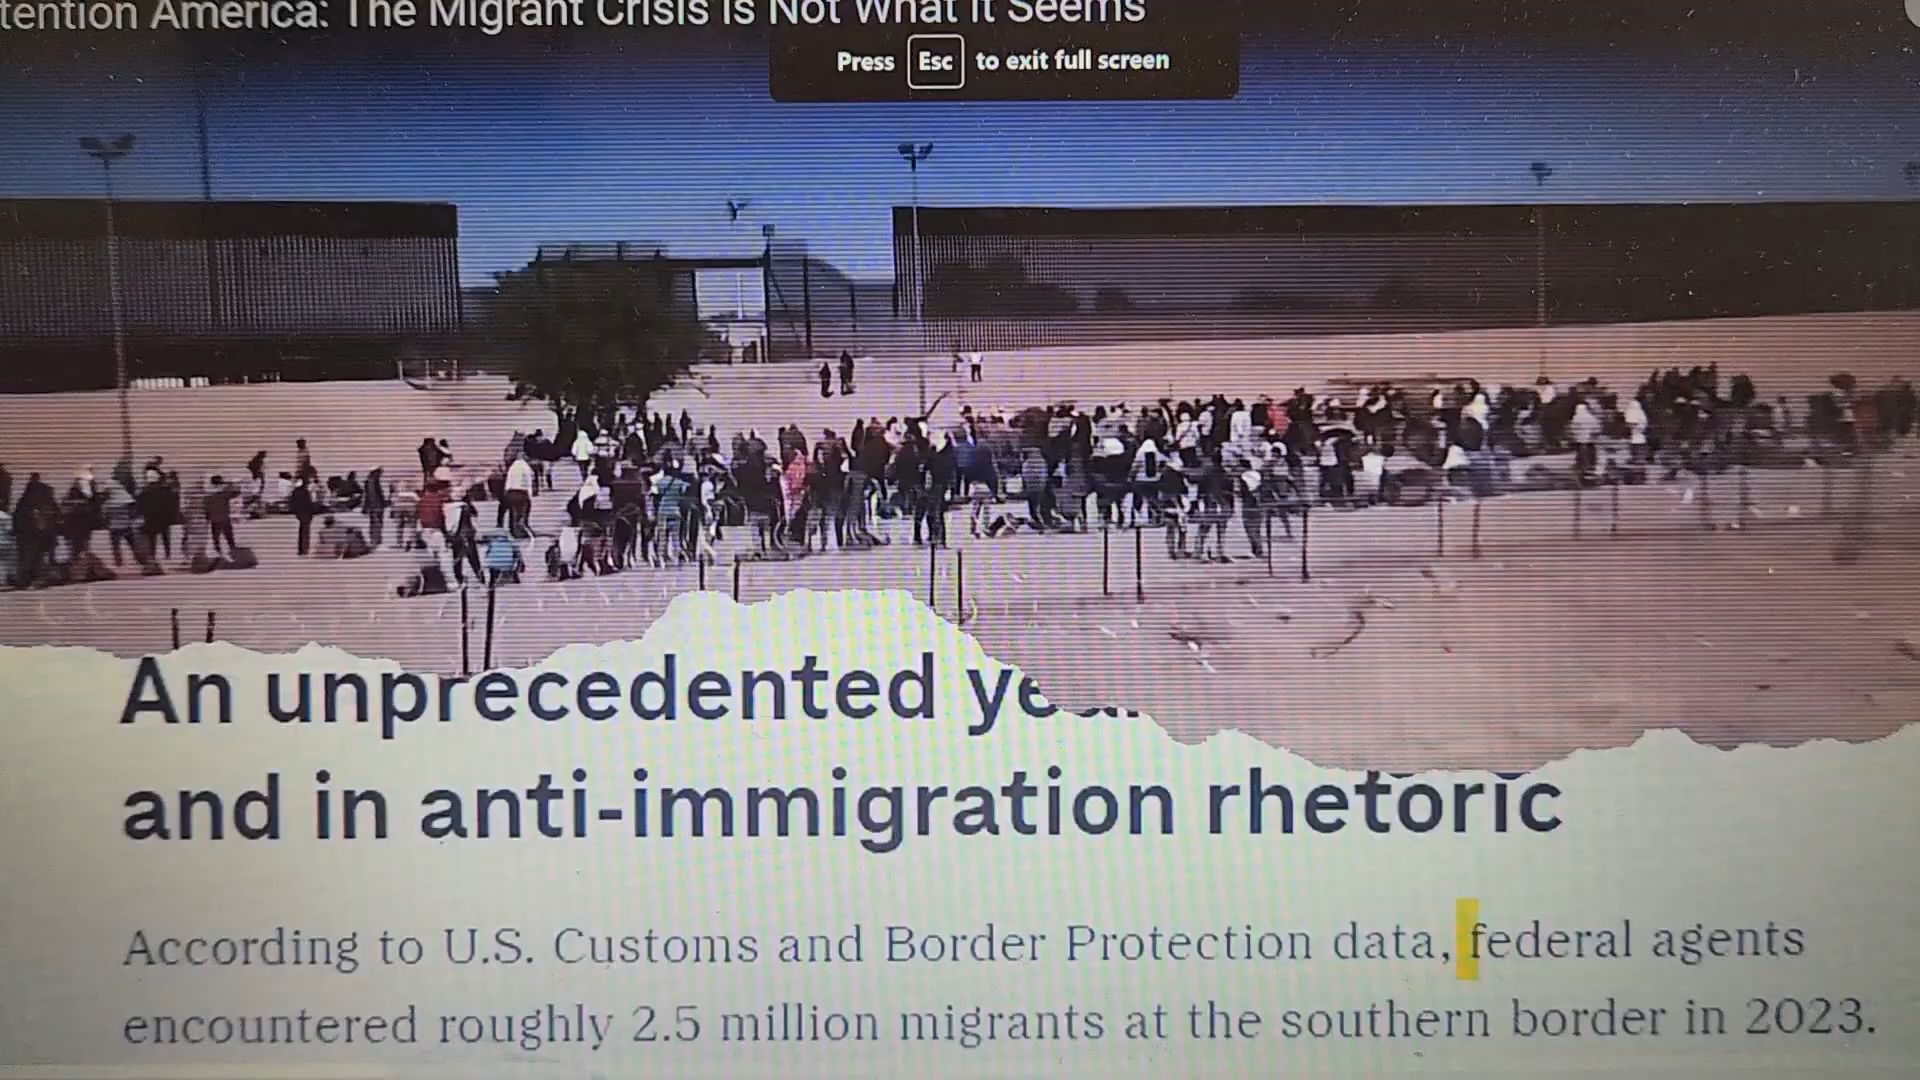 tention America: The Migrant Crisis Is Not What it Seems
Press Esc to exit full screen
An unprecedented
and in anti-immigration rhetoric
According to U.S. Customs and Border Protection data, federal agents
encountered roughly 2.5 million migrants at the southern border in 2023.